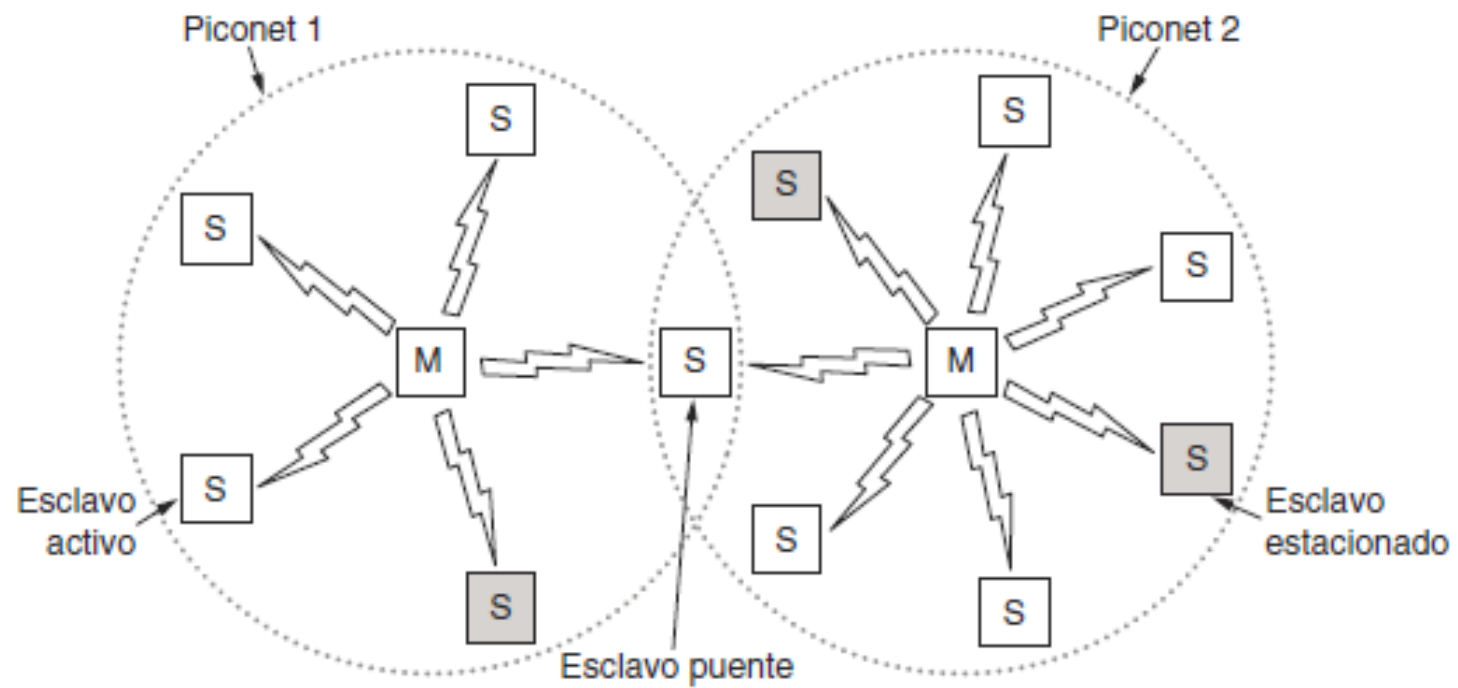 Piconet 1
Piconet 2
S
S
S
S
S
S
M
S
M
S
S
Esclavo
activo
Esclavo
estacionado
S
S
S
Esclavo puente